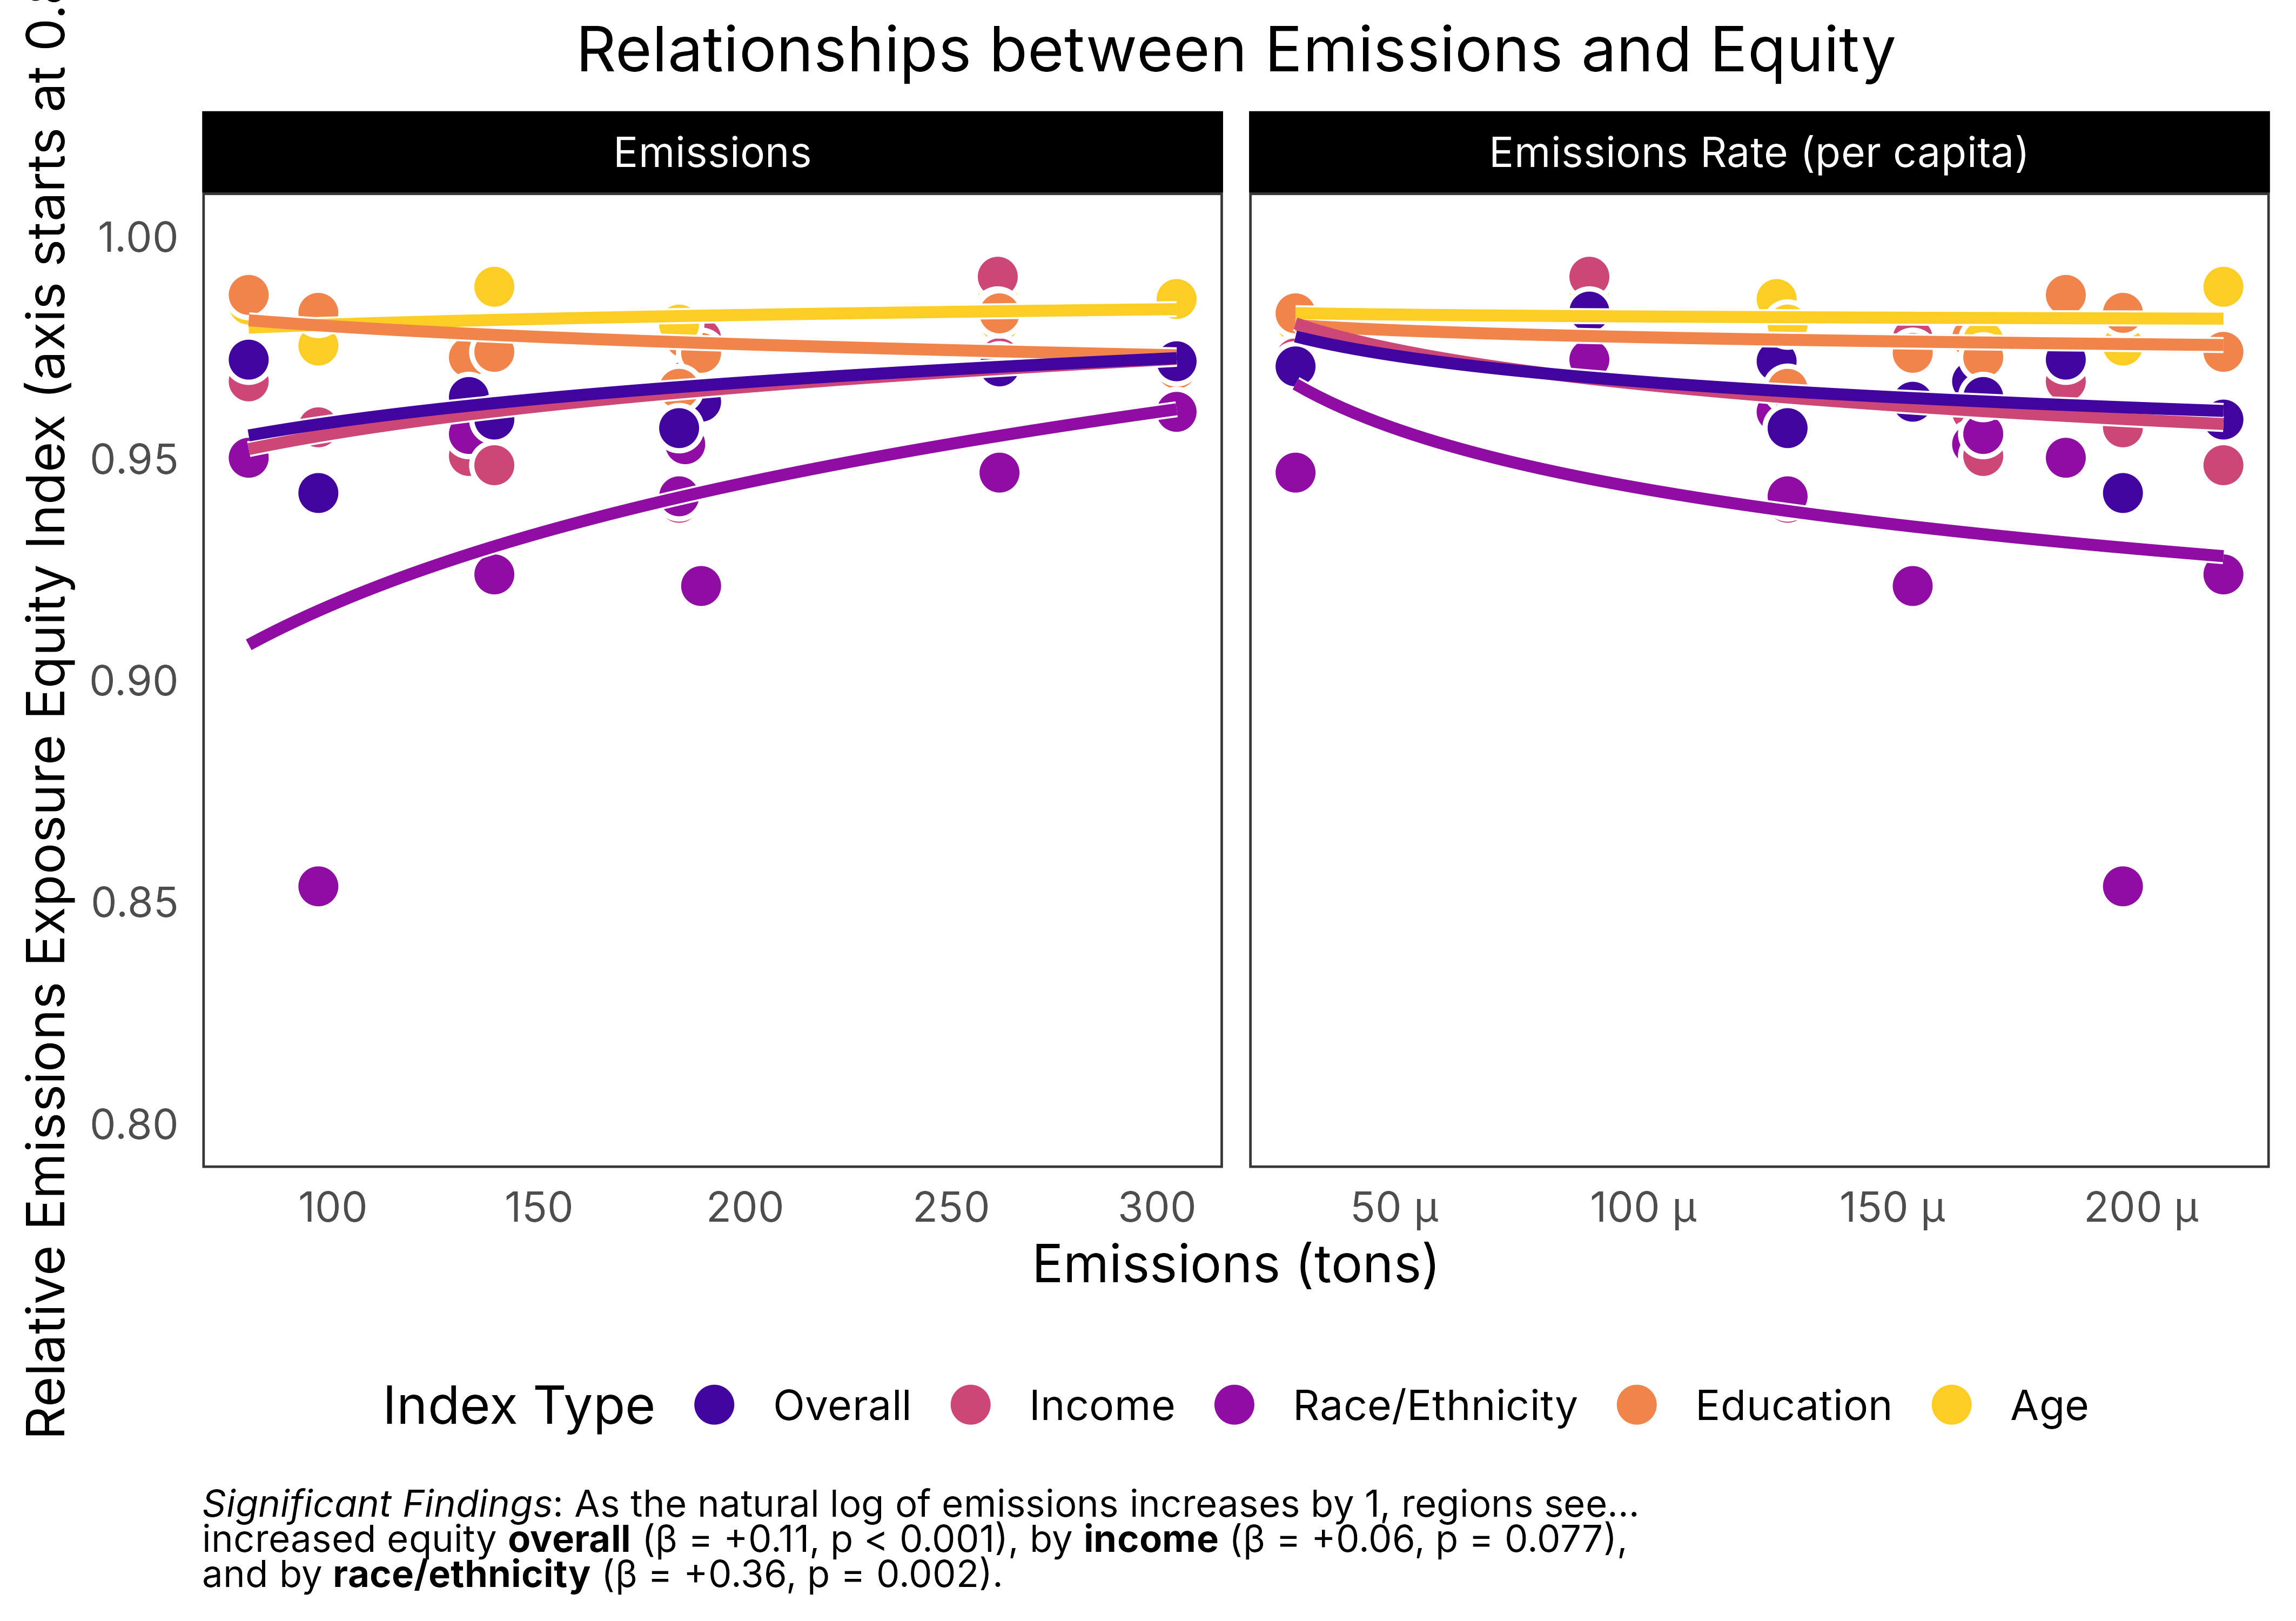 Relationships between Emissions and Equity
Emissions
Emissions Rate (per capita)
Relative Emissions Exposure Equity Index (axis starts at
1.00
0.95
0.90
0.85
0.80
100 150 200 250 300
50 µ 100 µ 150 µ 200 µ
Emissions (tons)
Index Type Overall Income Race/Ethnicity Education Age
Significant Findings: As the natural log of emissions increases by 1, regions see...
increased equity overall (β = +0.11, p < 0.001), by income (β = +0.06, p = 0.077),
and by race/ethnicity (β = +0.36, p = 0.002).